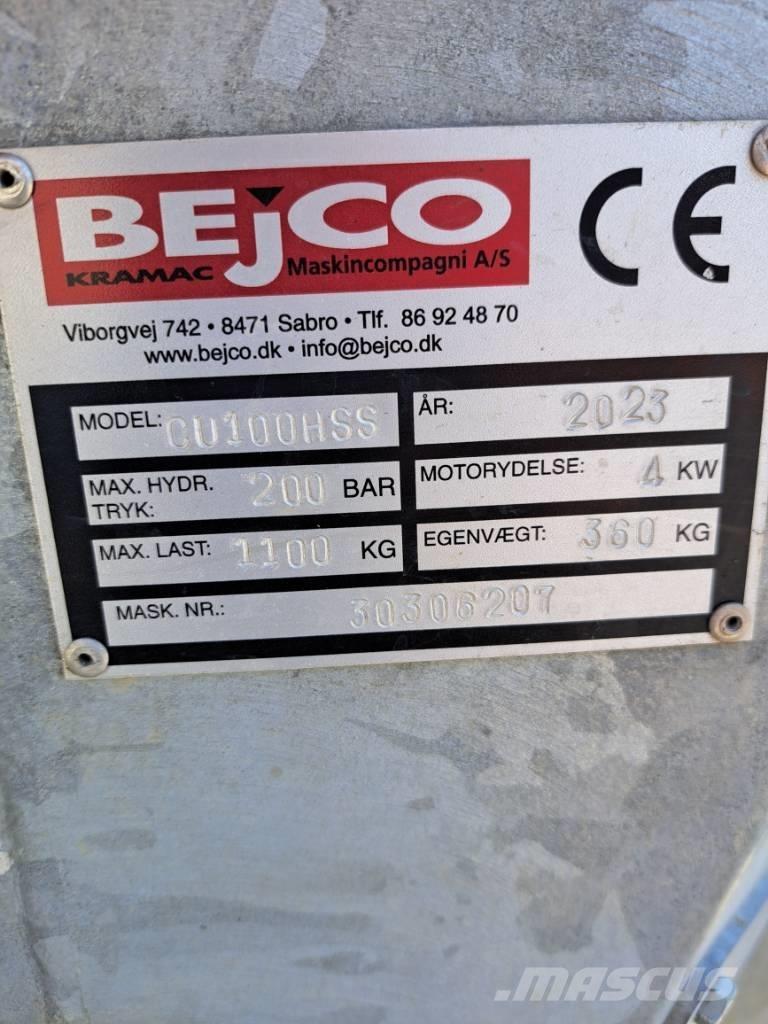 BEJCO
KRAMAC Maskincompagni A/S
CE
Viborgvej 742 • 8471 Sabro • Tlf. 86 92 48 70
www.bejco.dk • info@bejco.dk
MODEL: CU100HSS
ÅR: 2023
MAX. HYDR. TRYK: 200 BAR
MOTORYDELSE: 4 KW
MAX. LAST: 1100 KG
EGENVÆGT: 360 KG
MASK. NR.: 30306207
MASCUS